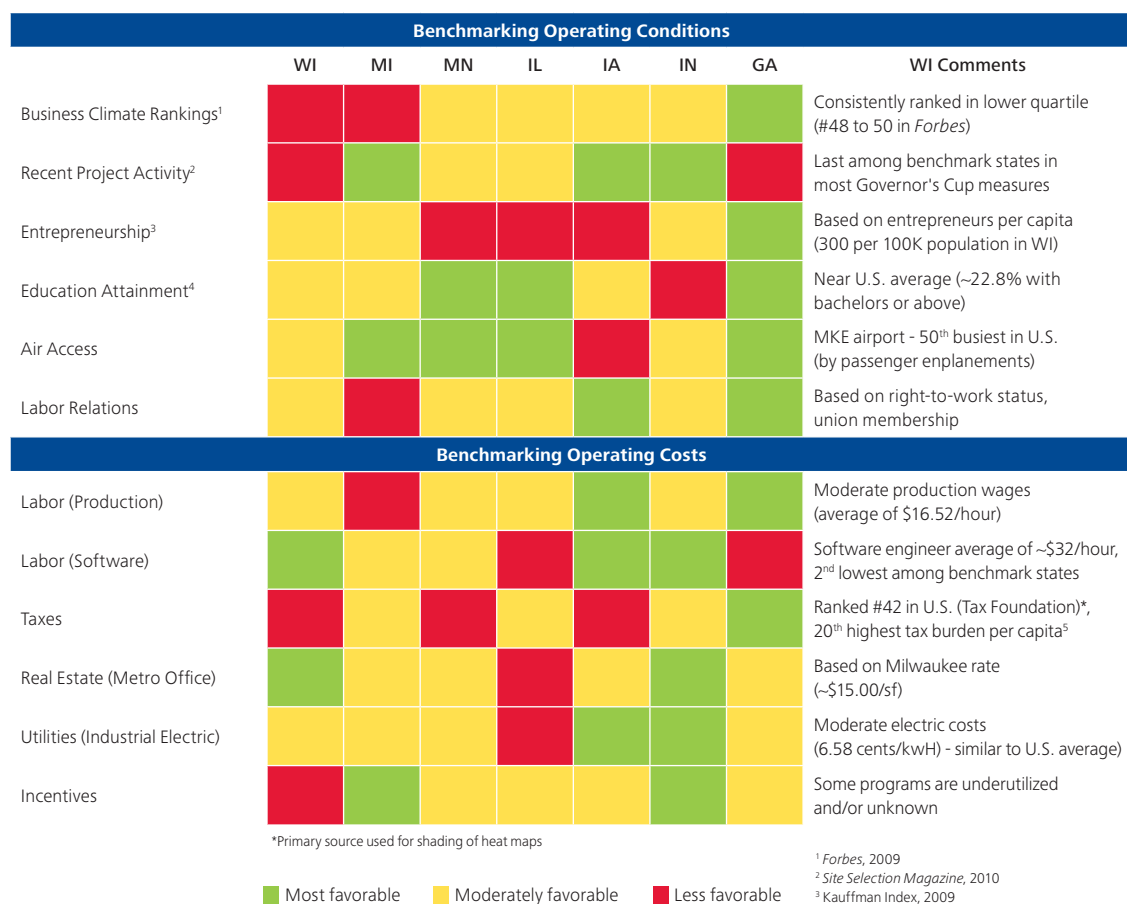 Benchmarking Operating Conditions
WI MI MN IL IA IN GA WI Comments
Business Climate Rankings¹
Consistently ranked in lower quartile
(#48 to 50 in Forbes)
Recent Project Activity²
Last among benchmark states in
most Governor's Cup measures
Entrepreneurship³
Based on entrepreneurs per capita
(300 per 100K population in WI)
Education Attainment⁴
Near U.S. average (~22.8% with
bachelors or above)
Air Access
MKE airport - 50th busiest in U.S.
(by passenger enplanements)
Labor Relations
Based on right-to-work status,
union membership
Benchmarking Operating Costs
Labor (Production)
Moderate production wages
(average of $16.52/hour)
Labor (Software)
Software engineer average of ~$32/hour,
2nd lowest among benchmark states
Taxes
Ranked #42 in U.S. (Tax Foundation)*,
20th highest tax burden per capita⁵
Real Estate (Metro Office)
Based on Milwaukee rate
(~$15.00/sf)
Utilities (Industrial Electric)
Moderate electric costs
(6.58 cents/kwH) - similar to U.S. average)
Incentives
Some programs are underutilized
and/or unknown
*Primary source used for shading of heat maps
¹ Forbes, 2009
² Site Selection Magazine, 2010
³ Kauffman Index, 2009
Most favorable Moderately favorable Less favorable